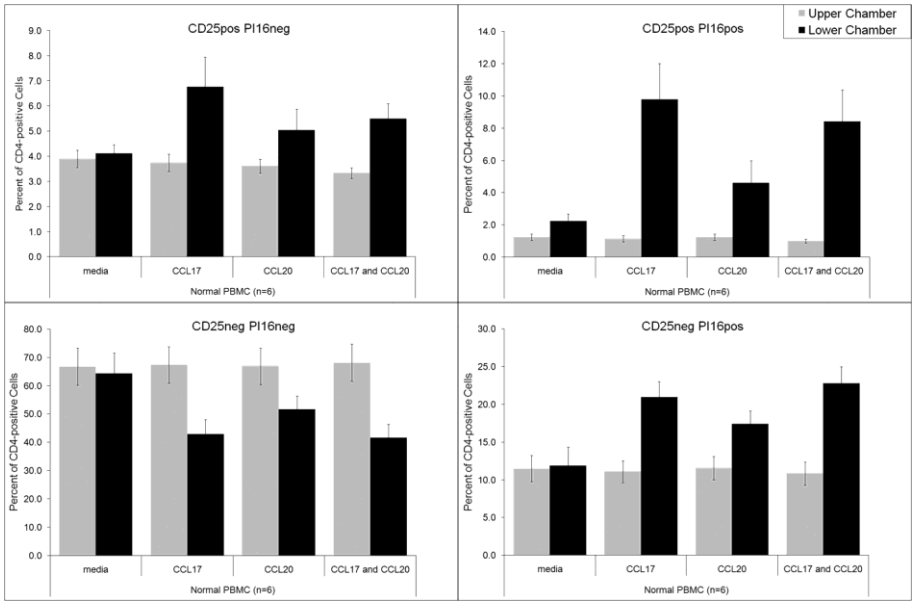 CD25pos PI16neg
Percent of CD4-positive Cells
9.0
8.0
7.0
6.0
5.0
4.0
3.0
2.0
1.0
0.0
media
CCL17
CCL20
CCL17 and CCL20
Normal PBMC (n=6)
CD25pos PI16pos
Upper Chamber
Lower Chamber
Percent of CD4-positive Cells
14.0
12.0
10.0
8.0
6.0
4.0
2.0
0.0
media
CCL17
CCL20
CCL17 and CCL20
Normal PBMC (n=6)
CD25neg PI16neg
Percent of CD4-positive Cells
80.0
70.0
60.0
50.0
40.0
30.0
20.0
10.0
0.0
media
CCL17
CCL20
CCL17 and CCL20
Normal PBMC (n=6)
CD25neg PI16pos
Percent of CD4-positive Cells
30.0
25.0
20.0
15.0
10.0
5.0
0.0
media
CCL17
CCL20
CCL17 and CCL20
Normal PBMC (n=6)